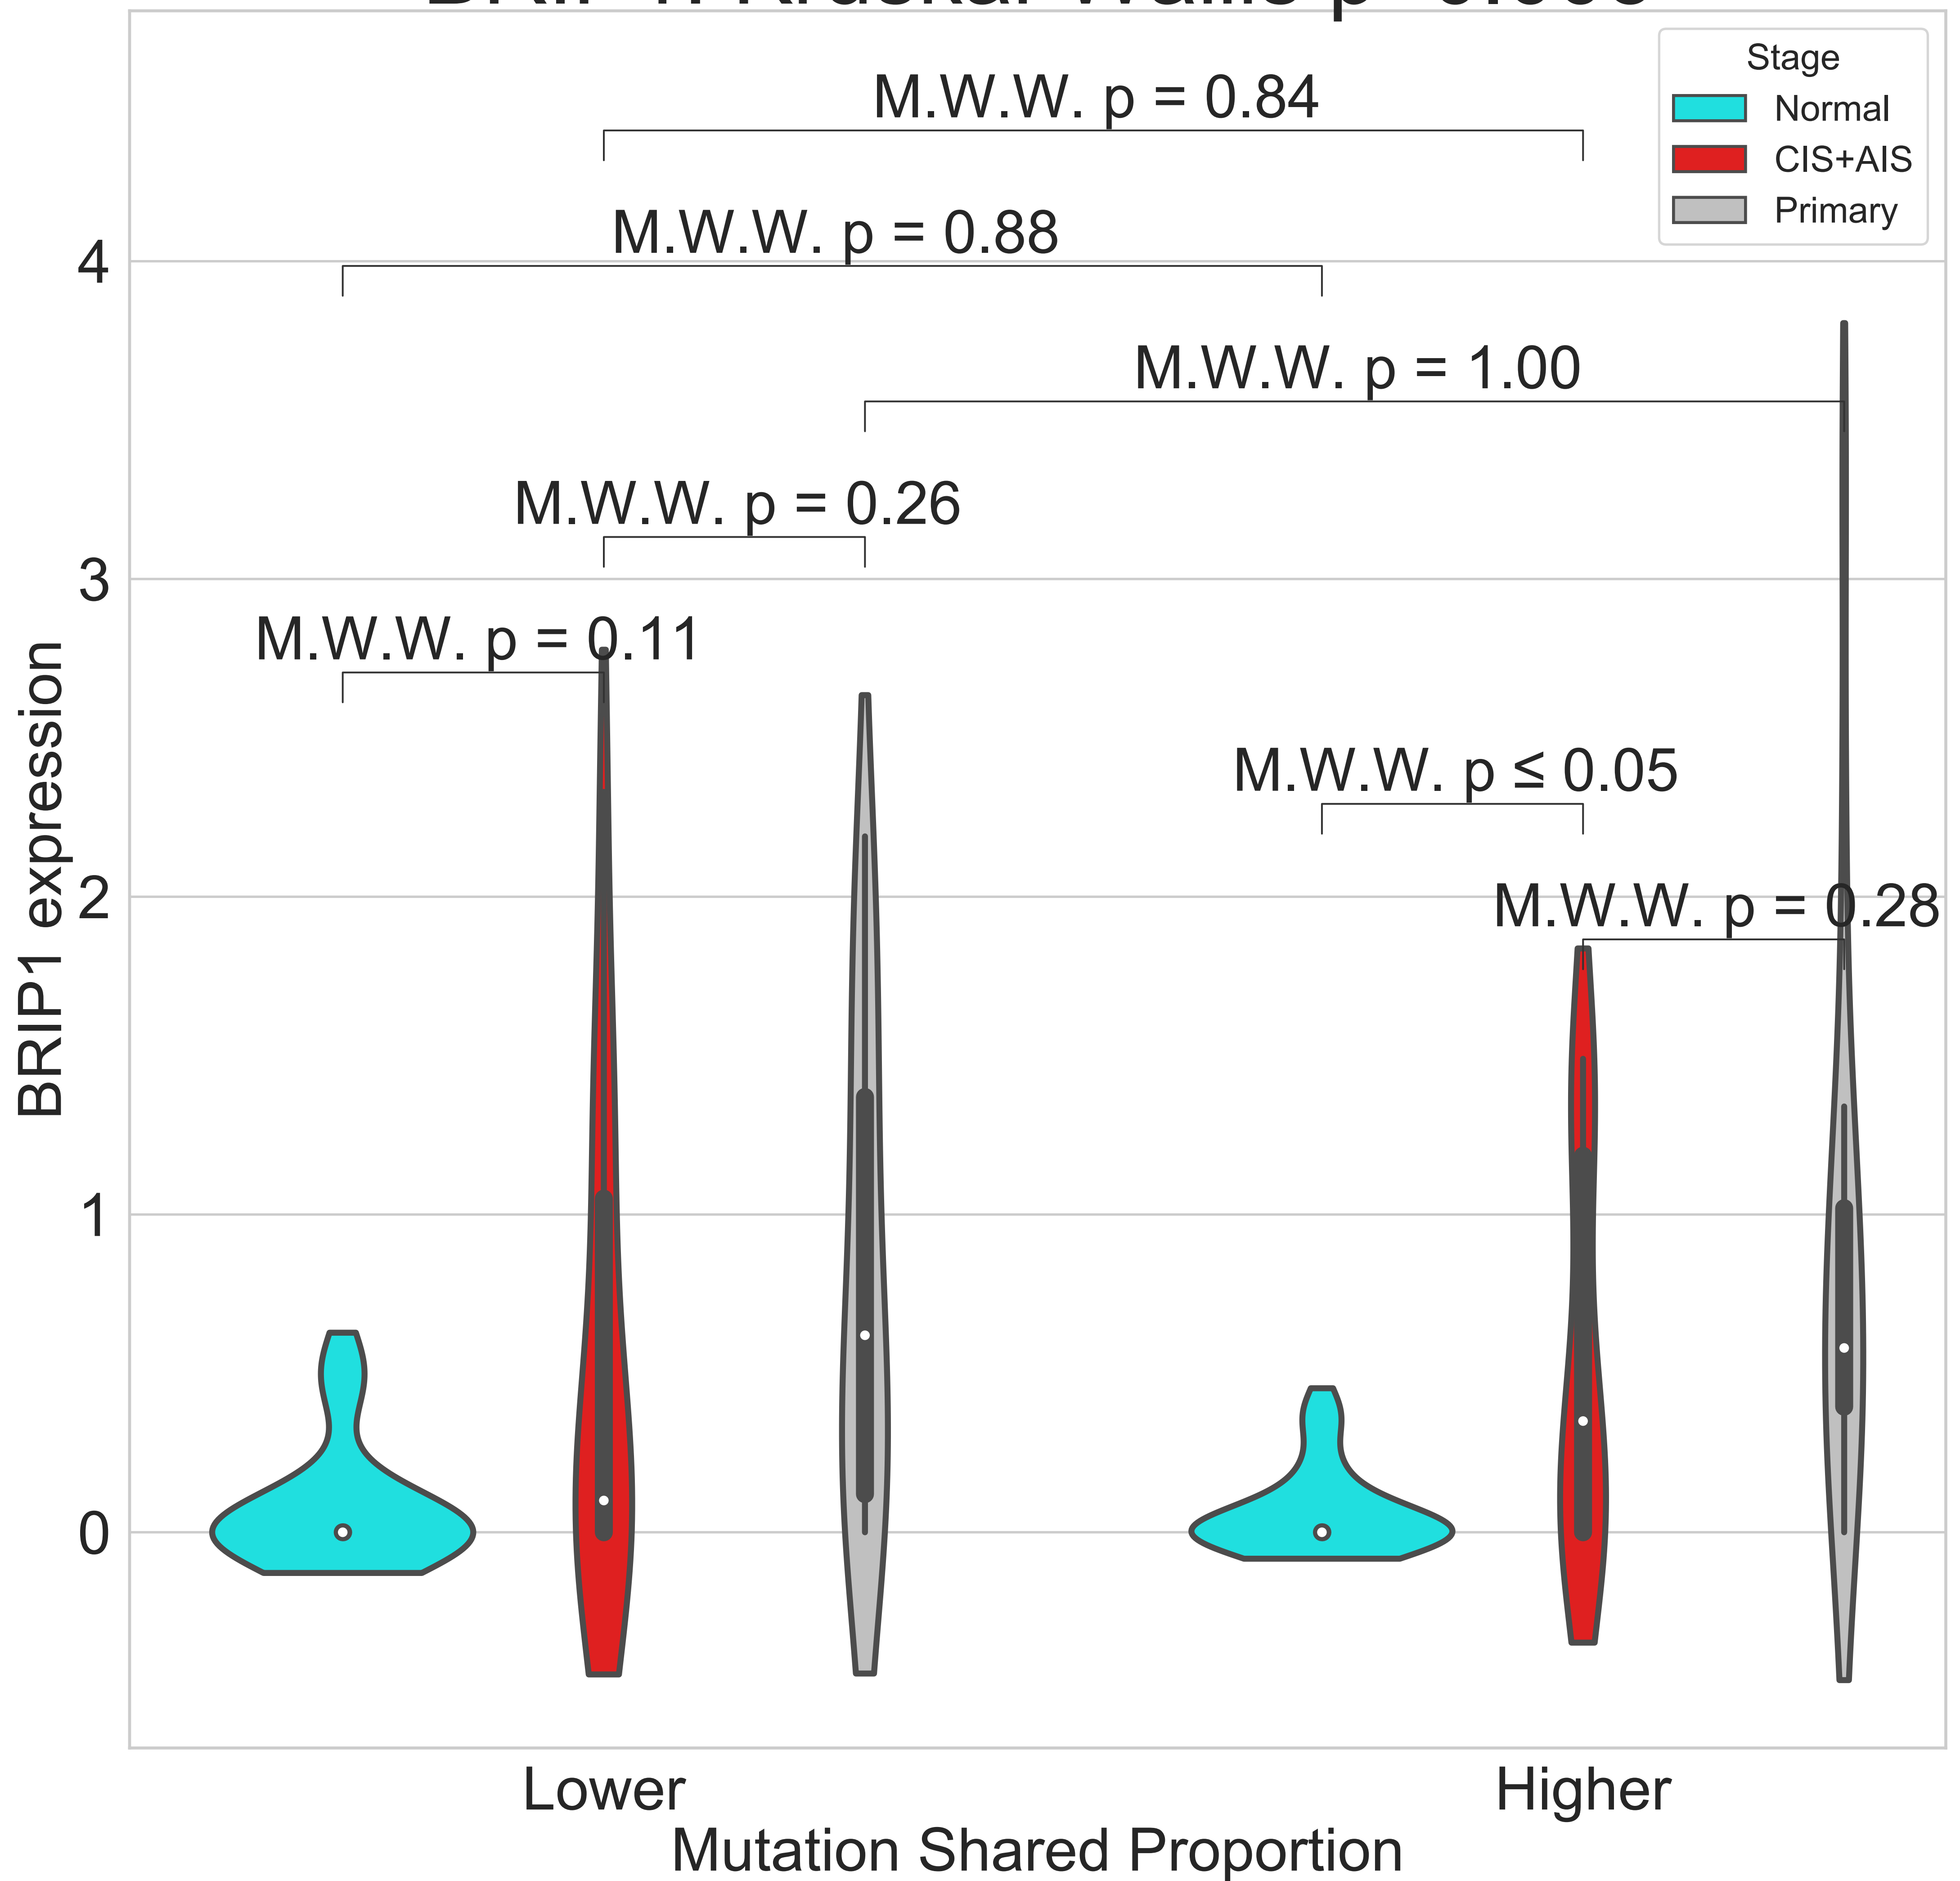 Stage
Normal
CIS+AIS
Primary
M.W.W. p = 0.84
M.W.W. p = 0.88
M.W.W. p = 1.00
M.W.W. p = 0.26
M.W.W. p = 0.11
M.W.W. p ≤ 0.05
M.W.W. p = 0.28
BRIP1 expression
4
3
2
1
0
Lower
Higher
Mutation Shared Proportion